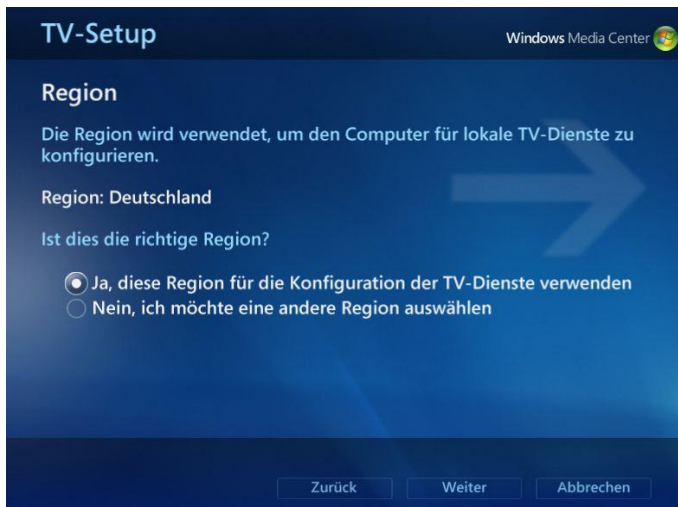 TV-Setup
Windows Media Center
Region
Die Region wird verwendet, um den Computer für lokale TV-Dienste zu
konfigurieren.
Region: Deutschland
Ist dies die richtige Region?
Ja, diese Region für die Konfiguration der TV-Dienste verwenden
Nein, ich möchte eine andere Region auswählen
Zurück
Weiter
Abbrechen